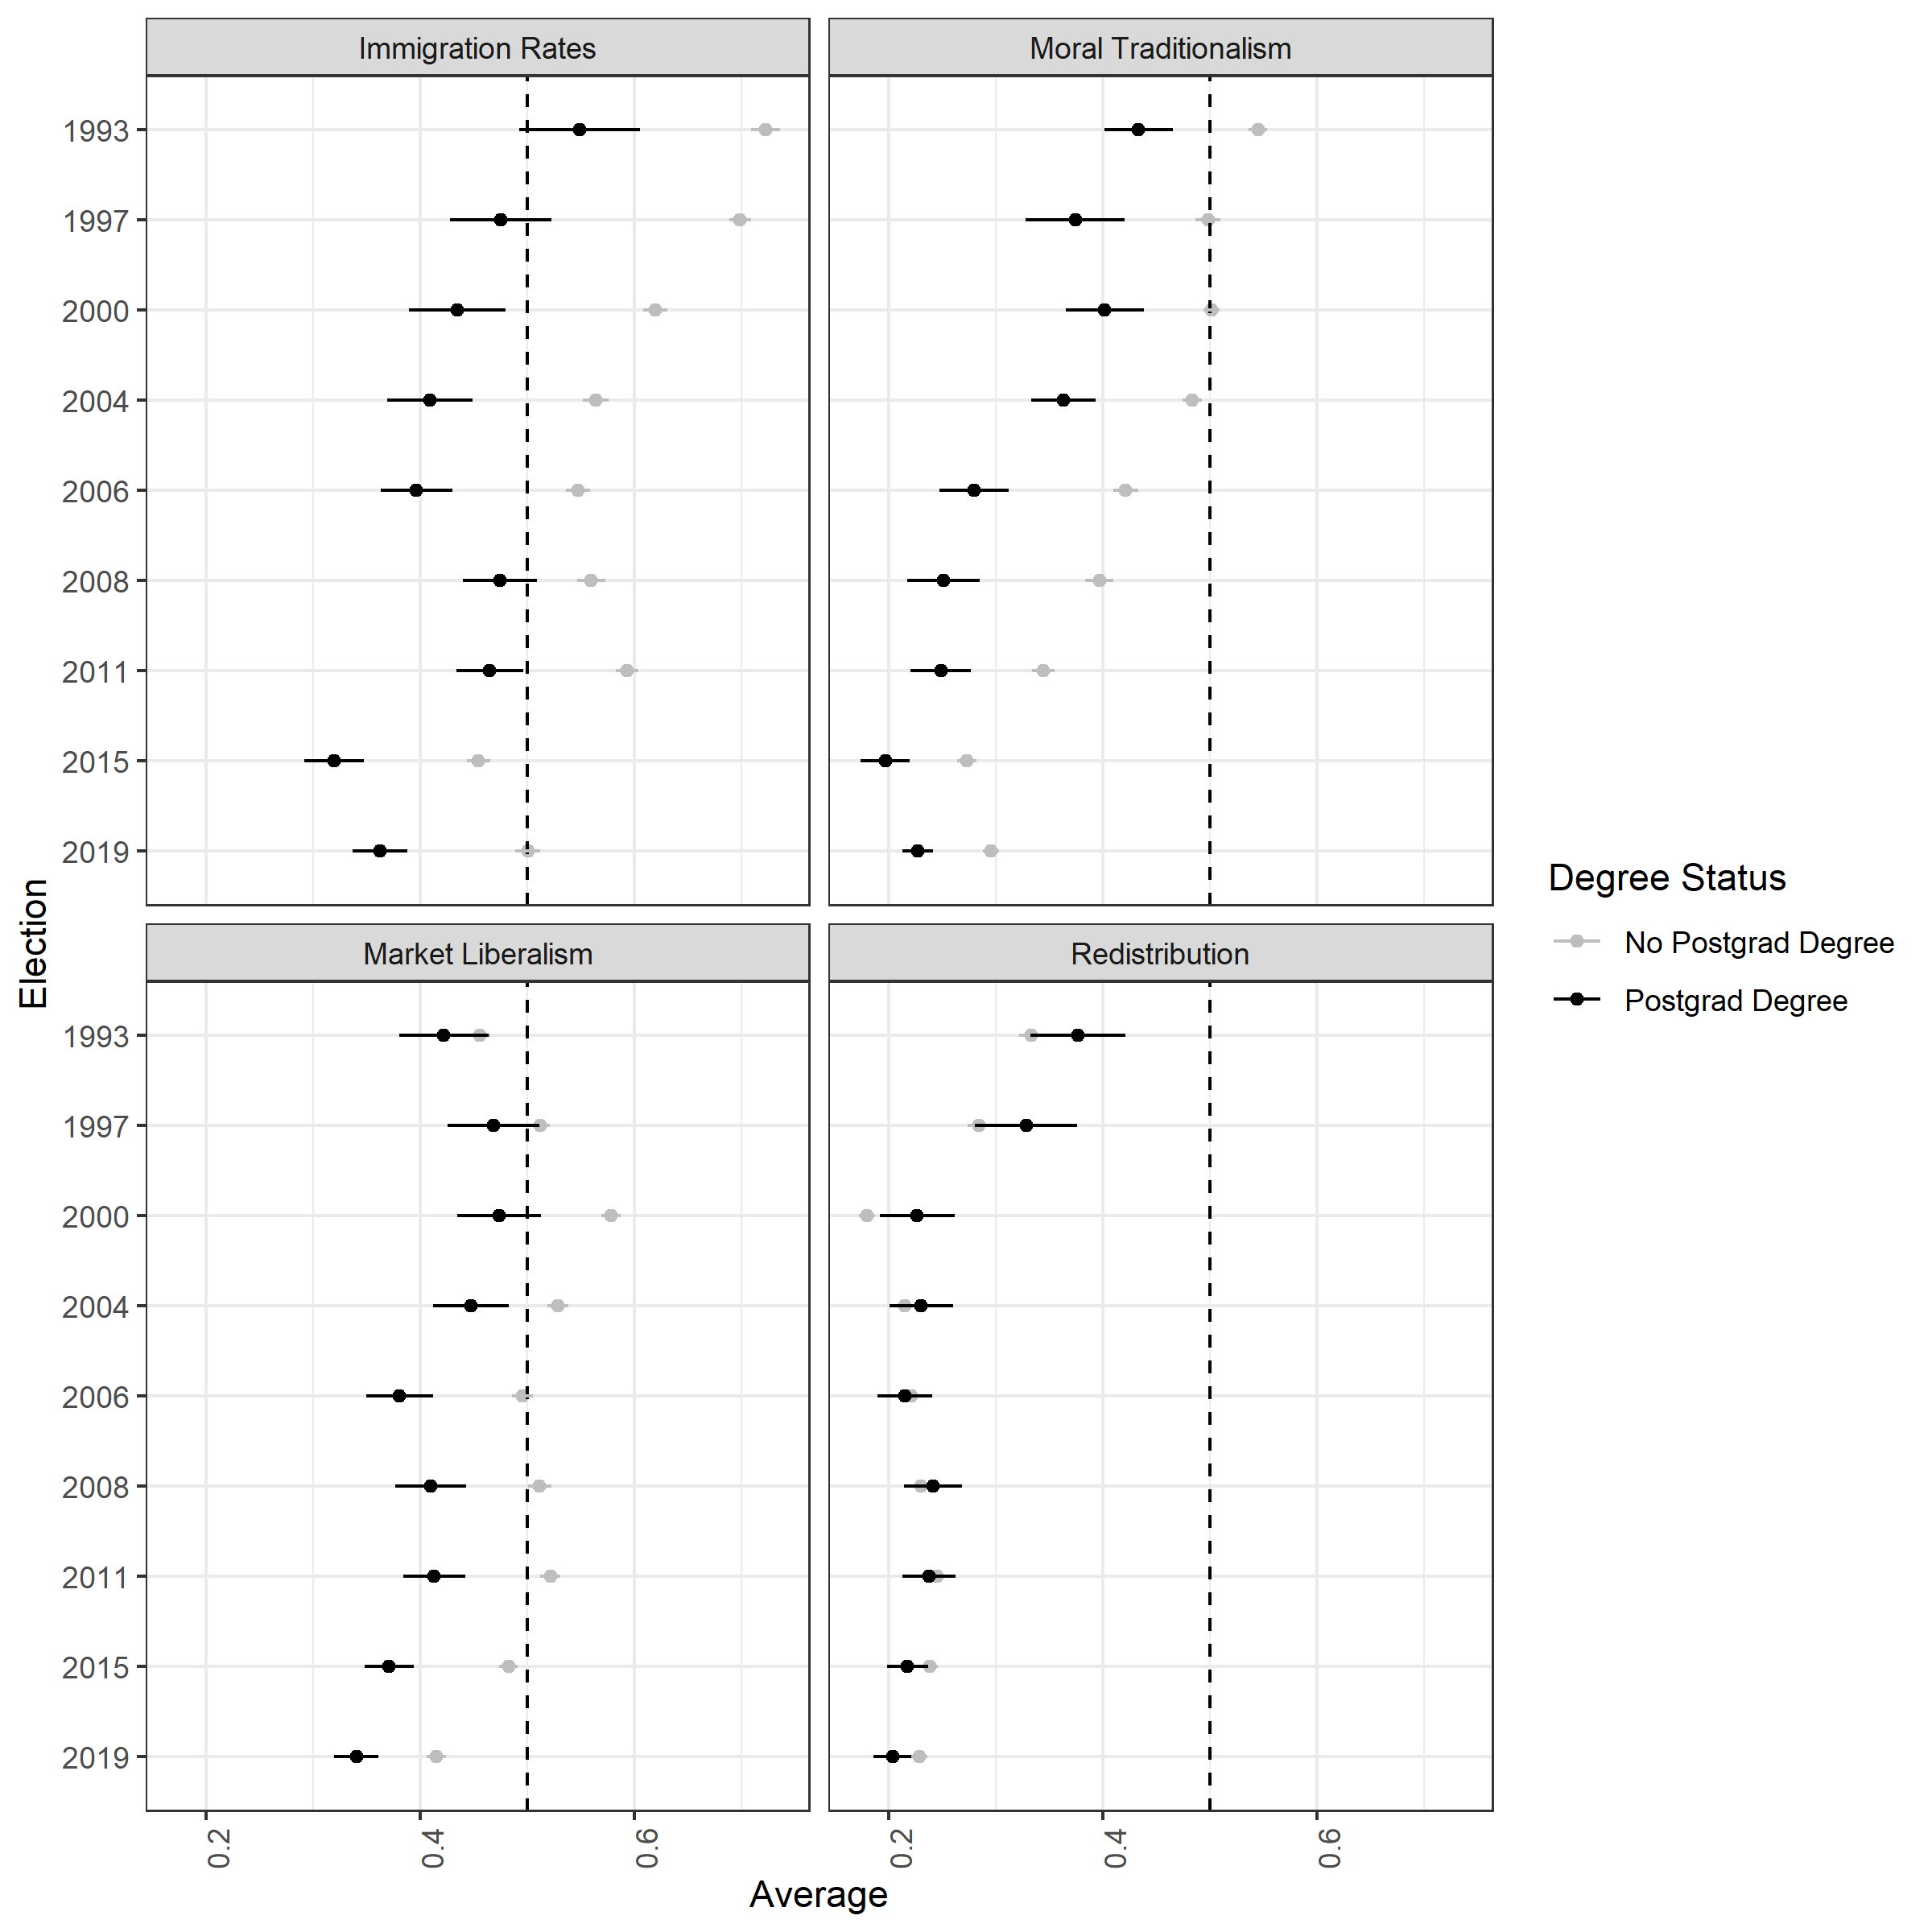 Immigration Rates
Moral Traditionalism
1993
1997
2000
2004
2006
2008
2011
2015
2019
Election
Market Liberalism
Redistribution
1993
1997
2000
2004
2006
2008
2011
2015
2019
0.2
0.4
0.6
0.2
0.4
0.6
Average
Degree Status
No Postgrad Degree
Postgrad Degree